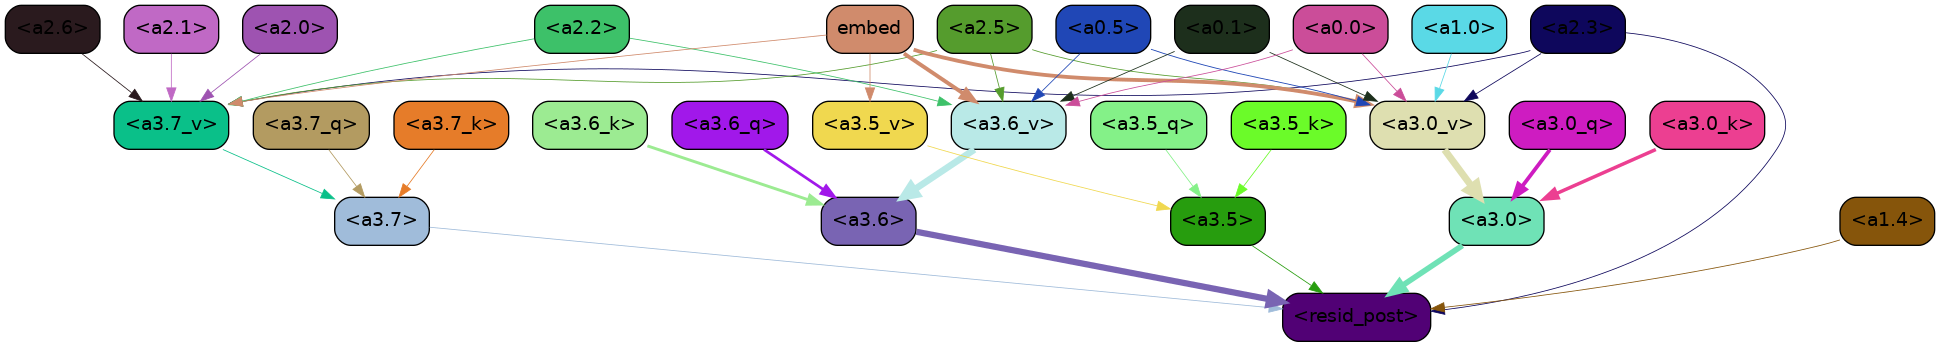 <a2.6> <a2.1> <a2.0> <a2.2> embed <a2.5> <a0.5> <a0.1> <a0.0> <a1.0> <a2.3>
<a3.7_v> <a3.7_q> <a3.7_k> <a3.6_k> <a3.6_q> <a3.5_v> <a3.6_v> <a3.5_q> <a3.5_k> <a3.0_v> <a3.0_q> <a3.0_k>
<a3.7> <a3.6> <a3.5> <a3.0> <a1.4>
<resid_post>